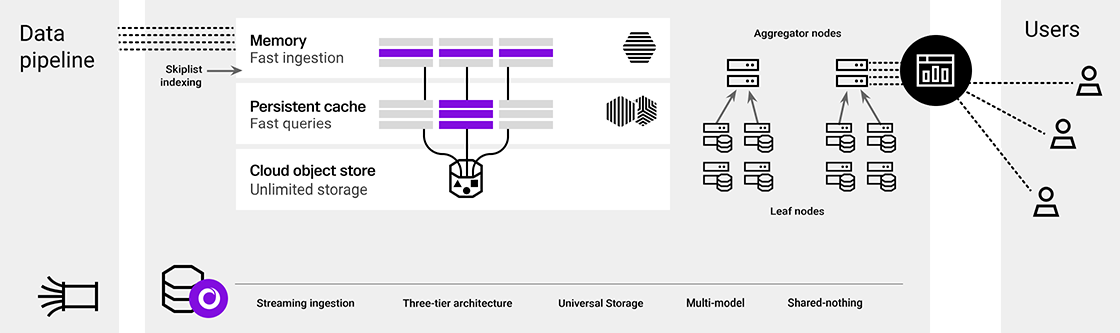 Data
pipeline
Skiplist
indexing
Memory
Fast ingestion
Persistent cache
Fast queries
Cloud object store
Unlimited storage
Aggregator nodes
Leaf nodes
Users
Streaming ingestion
Three-tier architecture
Universal Storage
Multi-model
Shared-nothing